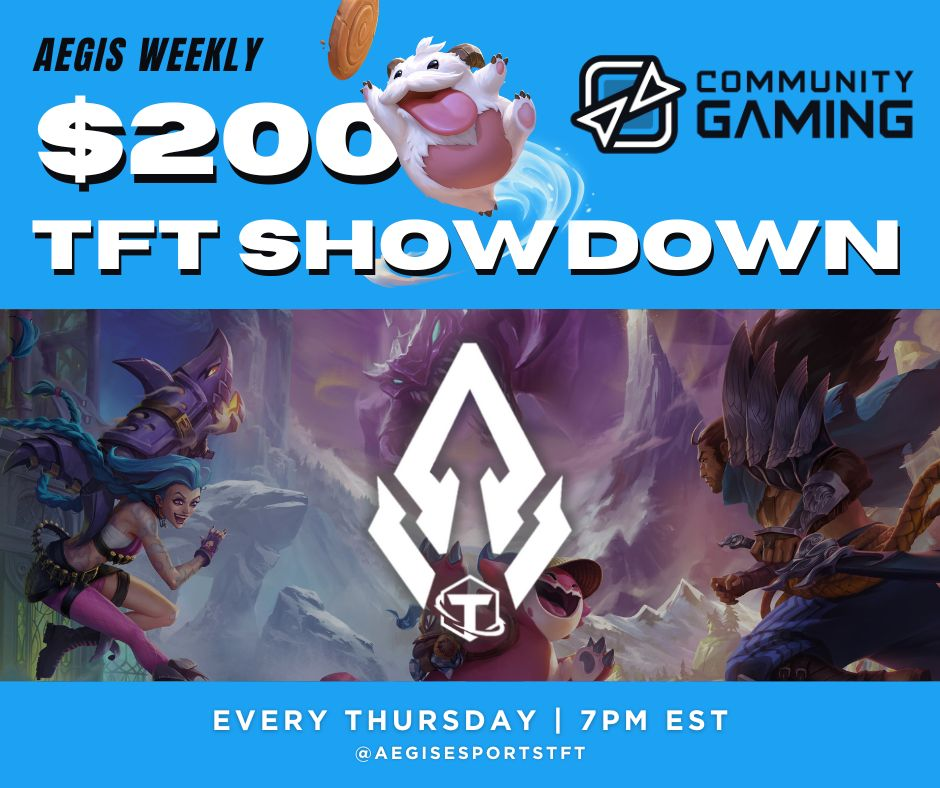 AEGIS WEEKLY
$200
COMMUNITY
GAMING
TFT SHOWDOWN
T
EVERY THURSDAY | 7PM EST
@AEGISESPORTSTFT